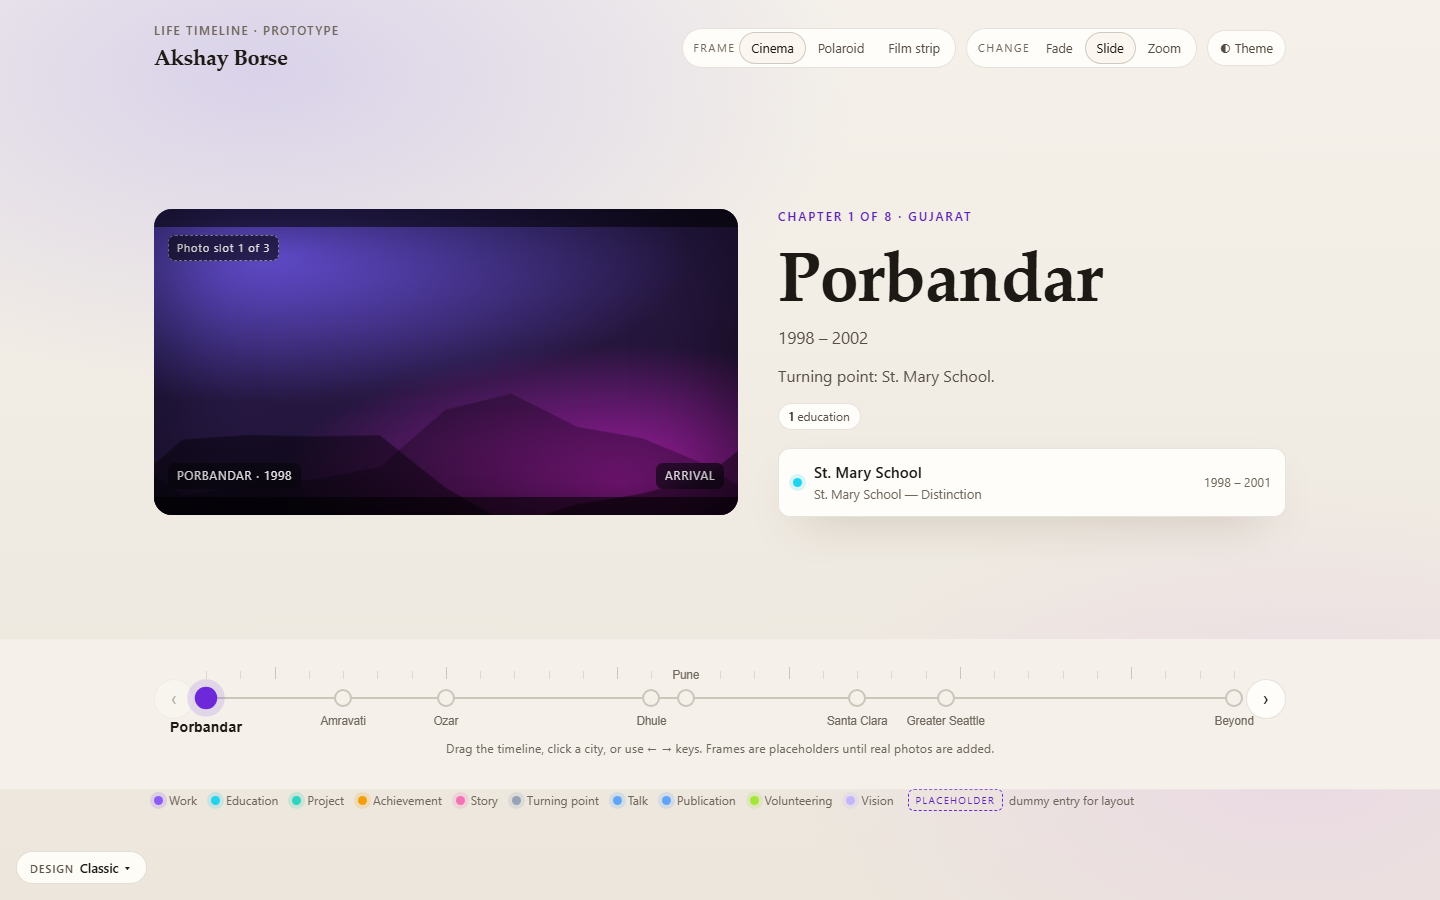 LIFE TIMELINE · PROTOTYPE
Akshay Borse
FRAME Cinema Polaroid Film strip
CHANGE Fade Slide Zoom
◐ Theme
Photo slot 1 of 3
PORBANDAR · 1998
ARRIVAL
CHAPTER 1 OF 8 · GUJARAT
Porbandar
1998 – 2002
Turning point: St. Mary School.
1 education
St. Mary School
St. Mary School — Distinction
1998 – 2001
‹
Porbandar
Amravati
Ozar
Dhule
Pune
Santa Clara
Greater Seattle
Beyond
›
Drag the timeline, click a city, or use ← → keys. Frames are placeholders until real photos are added.
Work Education Project Achievement Story Turning point Talk Publication Volunteering Vision PLACEHOLDER dummy entry for layout
DESIGN Classic ▾